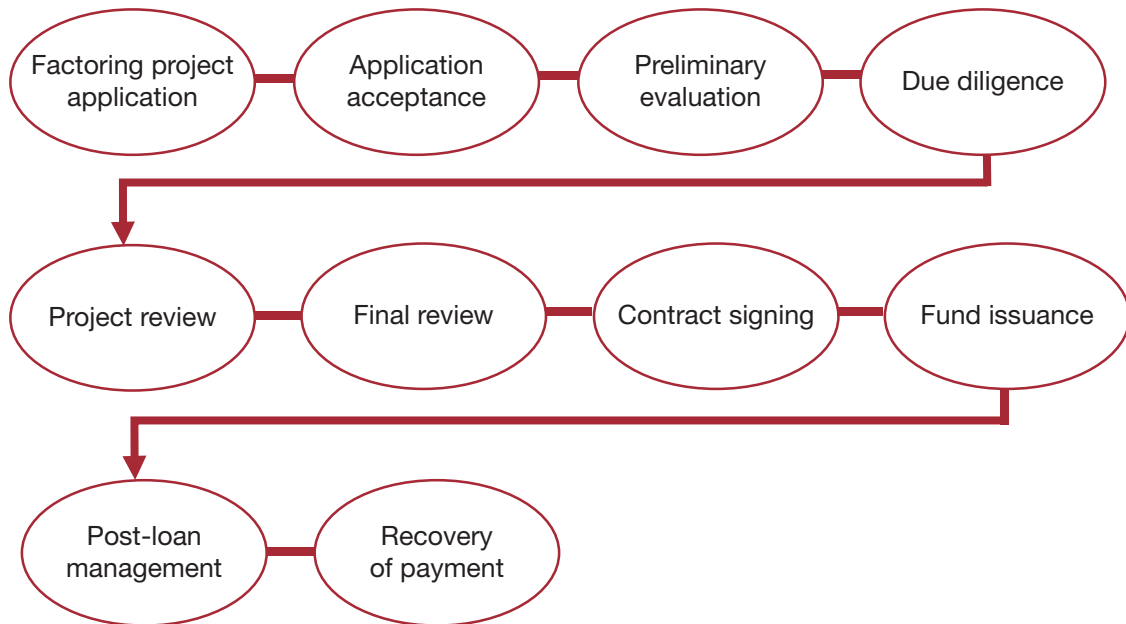 Factoring project
application
Application
acceptance
Preliminary
evaluation
Due diligence
Project review
Final review
Contract signing
Fund issuance
Post-loan
management
Recovery
of payment